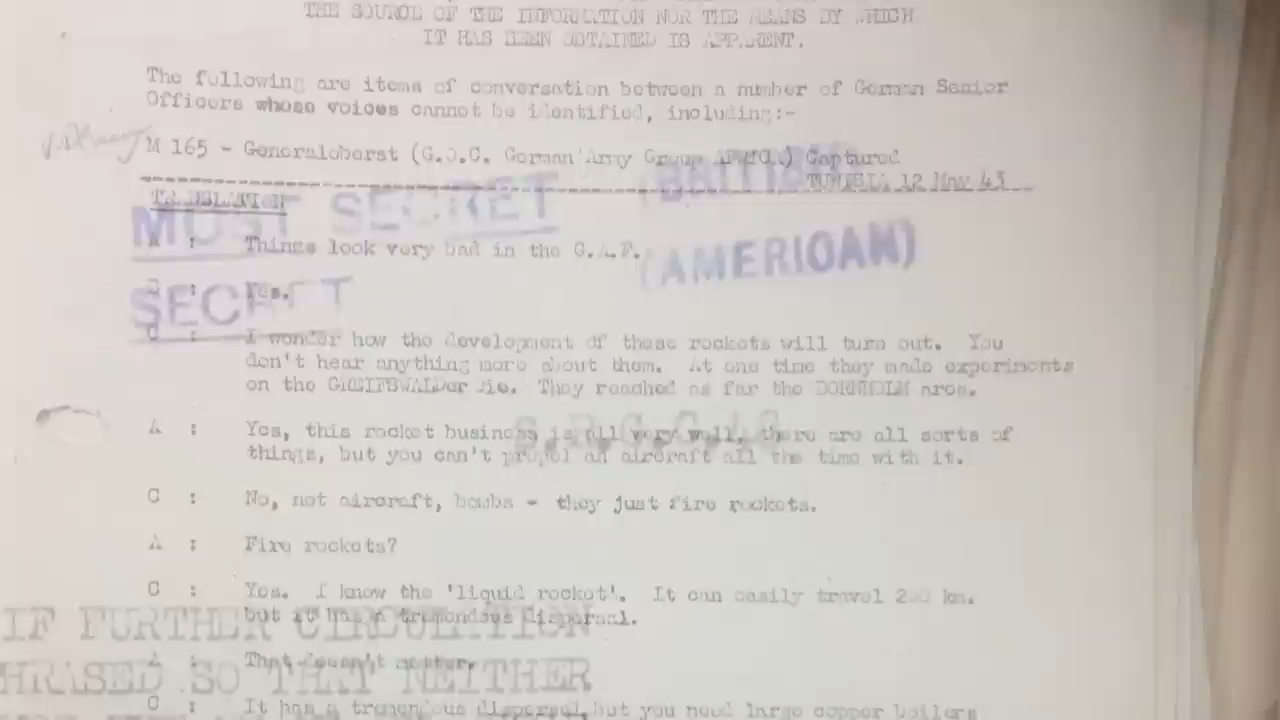 THE SOURCE OF THE INFORMATION NOR THE MEANS BY WHICH
IT HAS BEEN OBTAINED IS APPARENT.
The following are items of conversation between a number of German Senior
Officers whose voices cannot be identified, including:-
M 165 - Generaloberst (G.O.C. German Army Group AFRICA) Captured
TUNISIA 12 May 43
TRANSLATION
MOST SECRET
(BRITISH)
A : Things look very bad in the G.A.F.
(AMERICAN)
: Yes.
SECRET
C : I wonder how the development of these rockets will turn out. You
don't hear anything more about them. At one time they made experiments
on the GREIFSWALDer Oie. They reached as far the BORNHOLM area.
S.R.G.G.
A : Yes, this rocket business is all very well, there are all sorts of
things, but you can't propel an aircraft all the time with it.
C : No, not aircraft, bombs - they just fire rockets.
A : Fire rockets?
C : Yes. I know the 'liquid rocket'. It can easily travel km.
but it has a tremendous dispersal.
IF FURTHER CIRCULATION
A : That doesn't matter.
HRASED SO THAT NEITHER
C : It has a tremendous dispersal, but you need large copper boilers